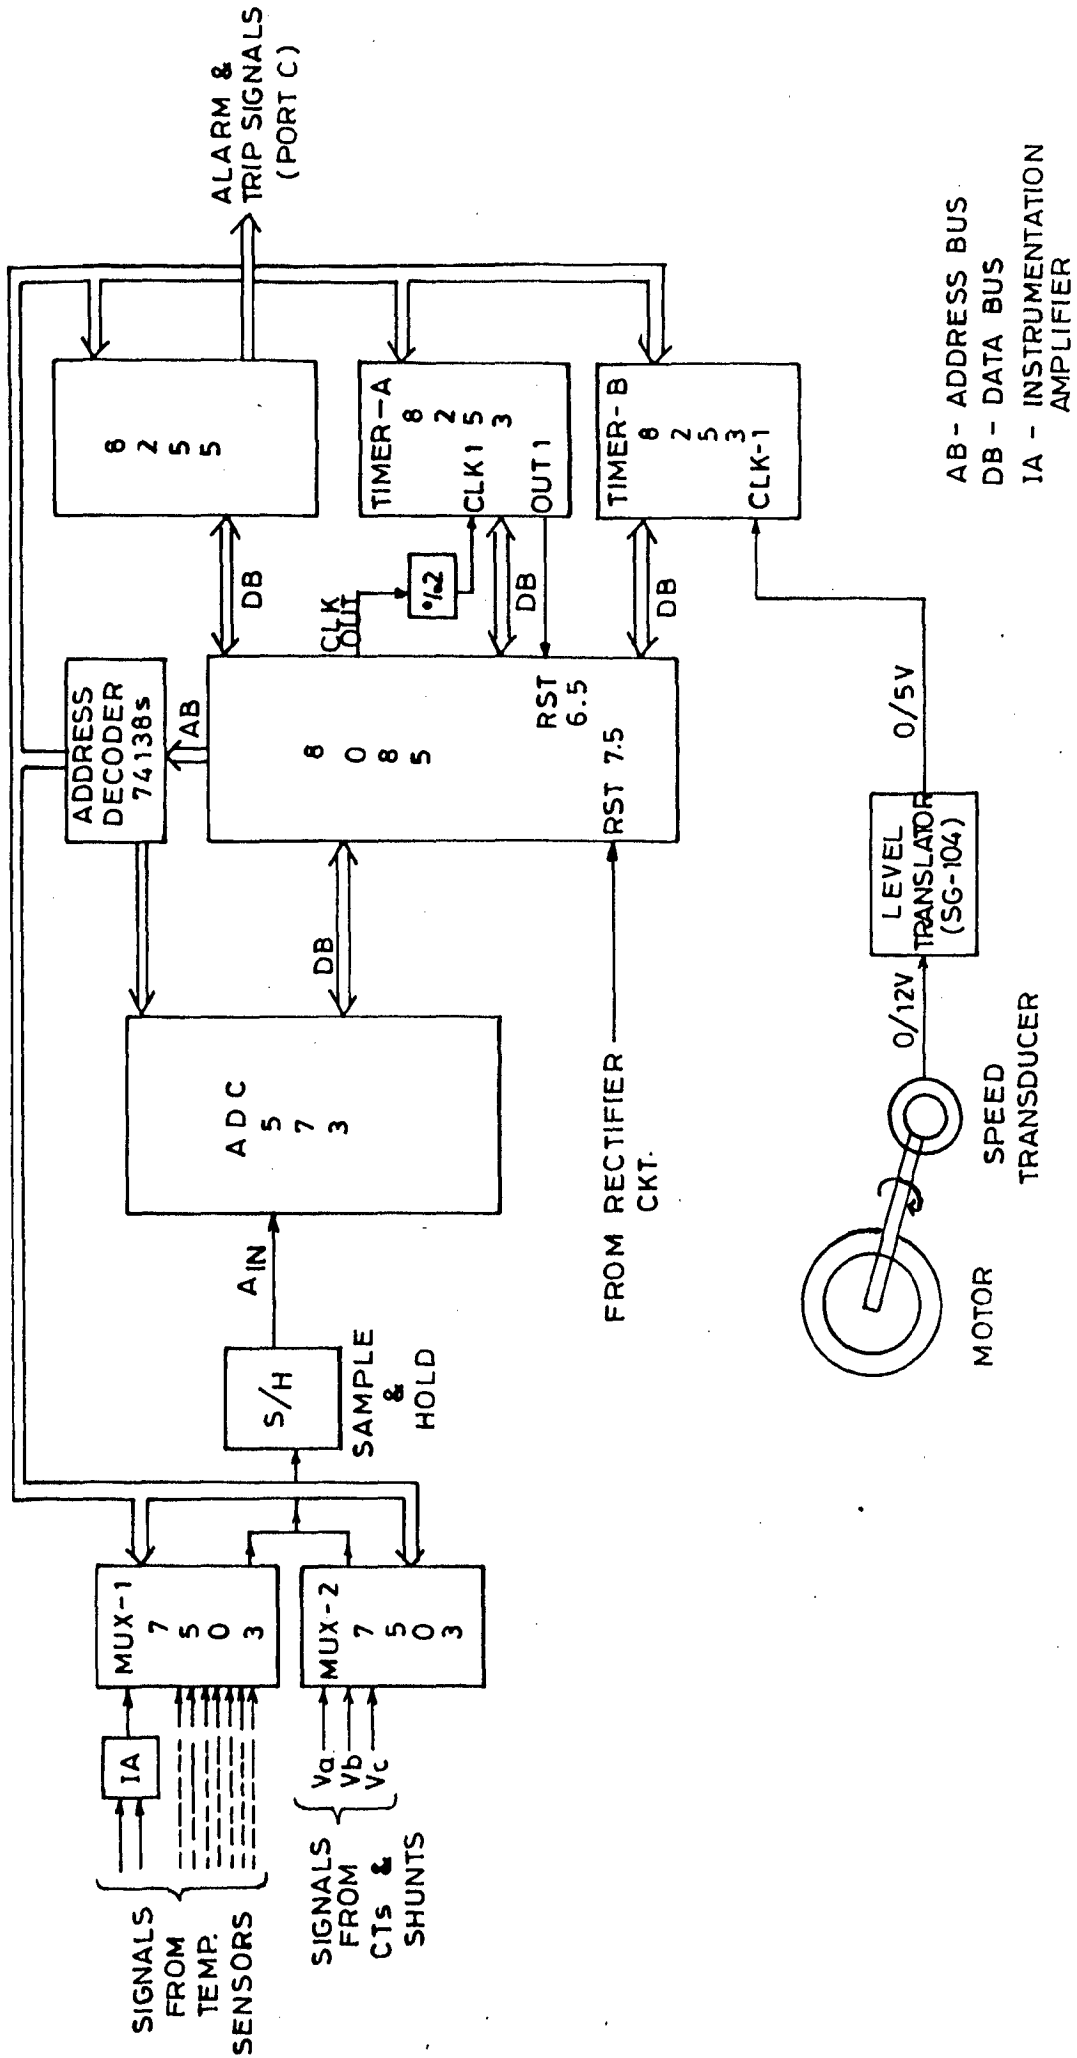 SIGNALS
FROM
TEMP.
SENSORS
IA
MUX-1
7
5
0
3
SIGNALS
FROM
CTs &
SHUNTS
Va
Vb
Vc
MUX-2
7
5
0
3
S/H
SAMPLE
&
HOLD
AIN
ADC
5
7
3
DB
FROM RECTIFIER
CKT.
ADDRESS
DECODER
74138s
AB
8
0
8
5
RST 7.5
RST
6.5
CLK
OUT
%2
DB
DB
DB
8
2
5
5
TIMER-A
8
2
5
3
CLK1
OUT1
TIMER-B
8
2
5
3
CLK-1
ALARM &
TRIP SIGNALS
(PORT C)
MOTOR
SPEED
TRANSDUCER
0/12V
LEVEL
TRANSLATOR
(SG-104)
0/5V
AB - ADDRESS BUS
DB - DATA BUS
IA - INSTRUMENTATION
AMPLIFIER